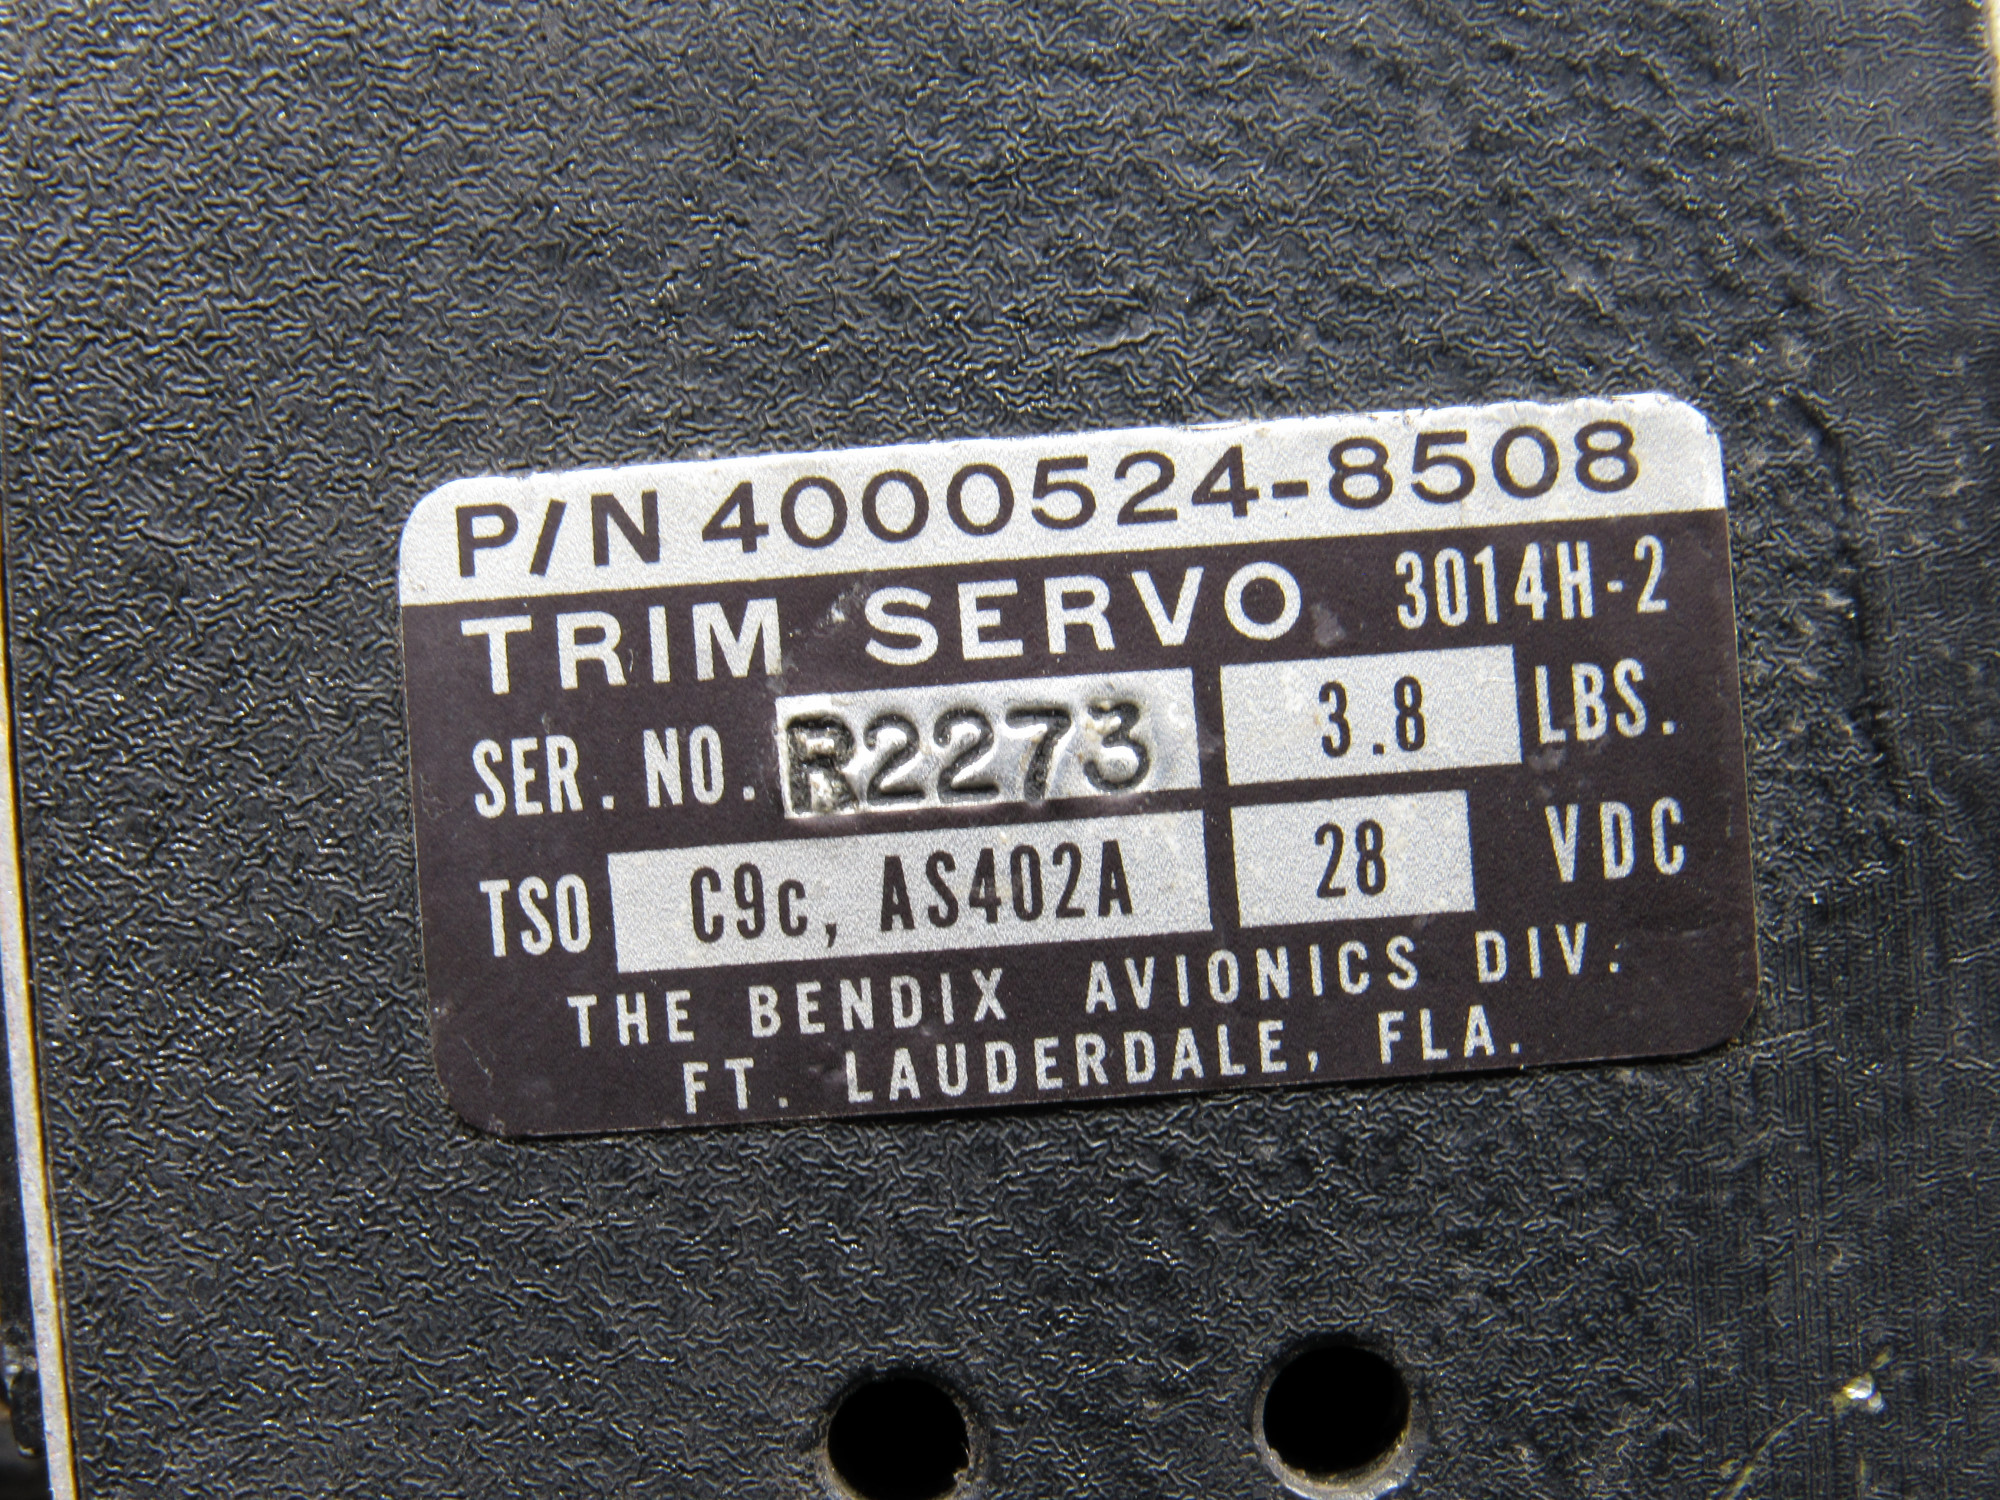 P/N 4000524-8508
TRIM SERVO 3014H-2
SER. NO. R2273 3.8 LBS.
TSO C9c, AS402A 28 VDC
THE BENDIX AVIONICS DIV.
FT. LAUDERDALE, FLA.